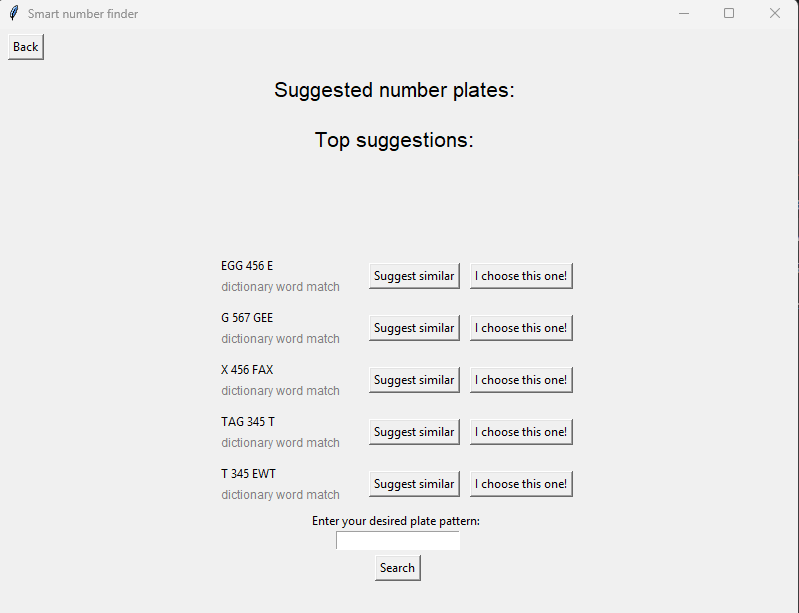 Smart number finder
Back
Suggested number plates:
Top suggestions:
EGG 456 E
dictionary word match
Suggest similar
I choose this one!
G 567 GEE
dictionary word match
Suggest similar
I choose this one!
X 456 FAX
dictionary word match
Suggest similar
I choose this one!
TAG 345 T
dictionary word match
Suggest similar
I choose this one!
T 345 EWT
dictionary word match
Suggest similar
I choose this one!
Enter your desired plate pattern:
Search